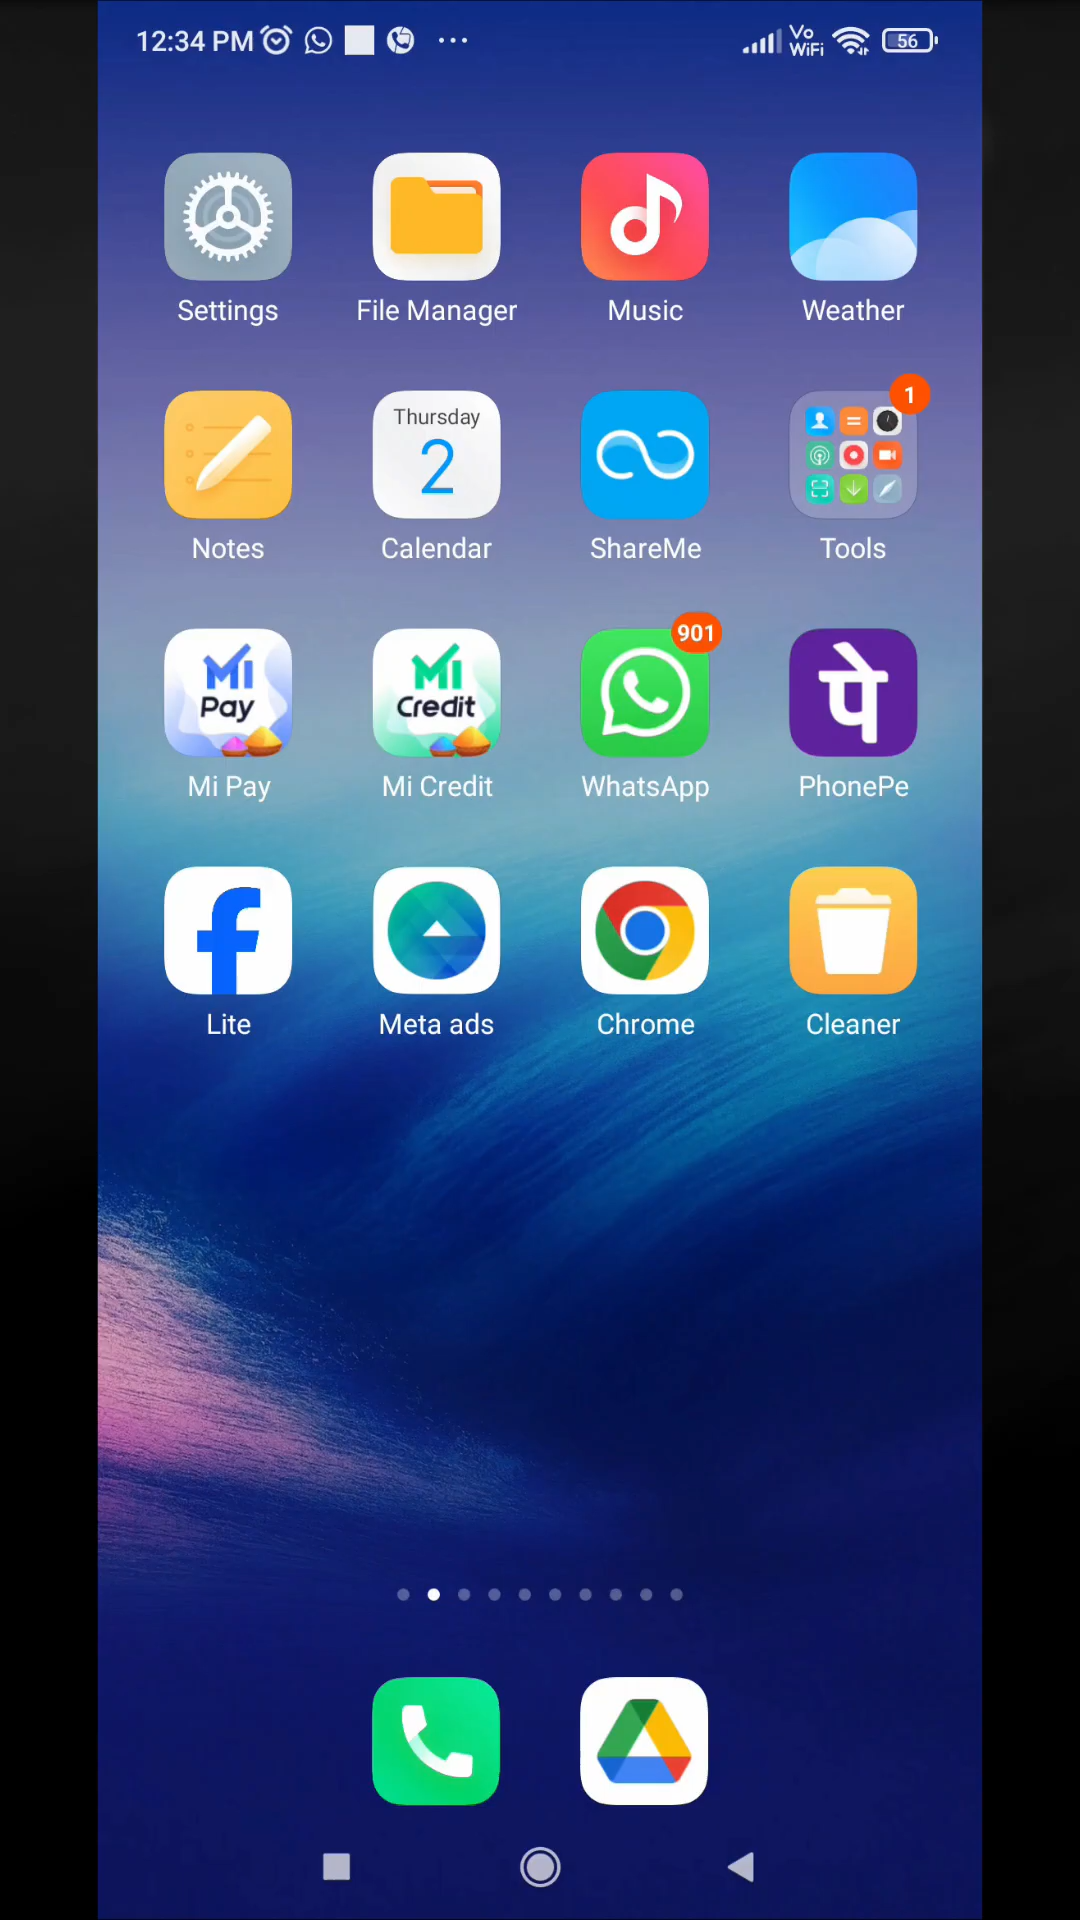 12:34 PM ... Vo WiFi 56
Settings File Manager Music Weather
Thursday
2
1
Notes Calendar ShareMe Tools
Mi Pay
Mi Credit
901
पे
Mi Pay Mi Credit WhatsApp PhonePe
Lite Meta ads Chrome Cleaner